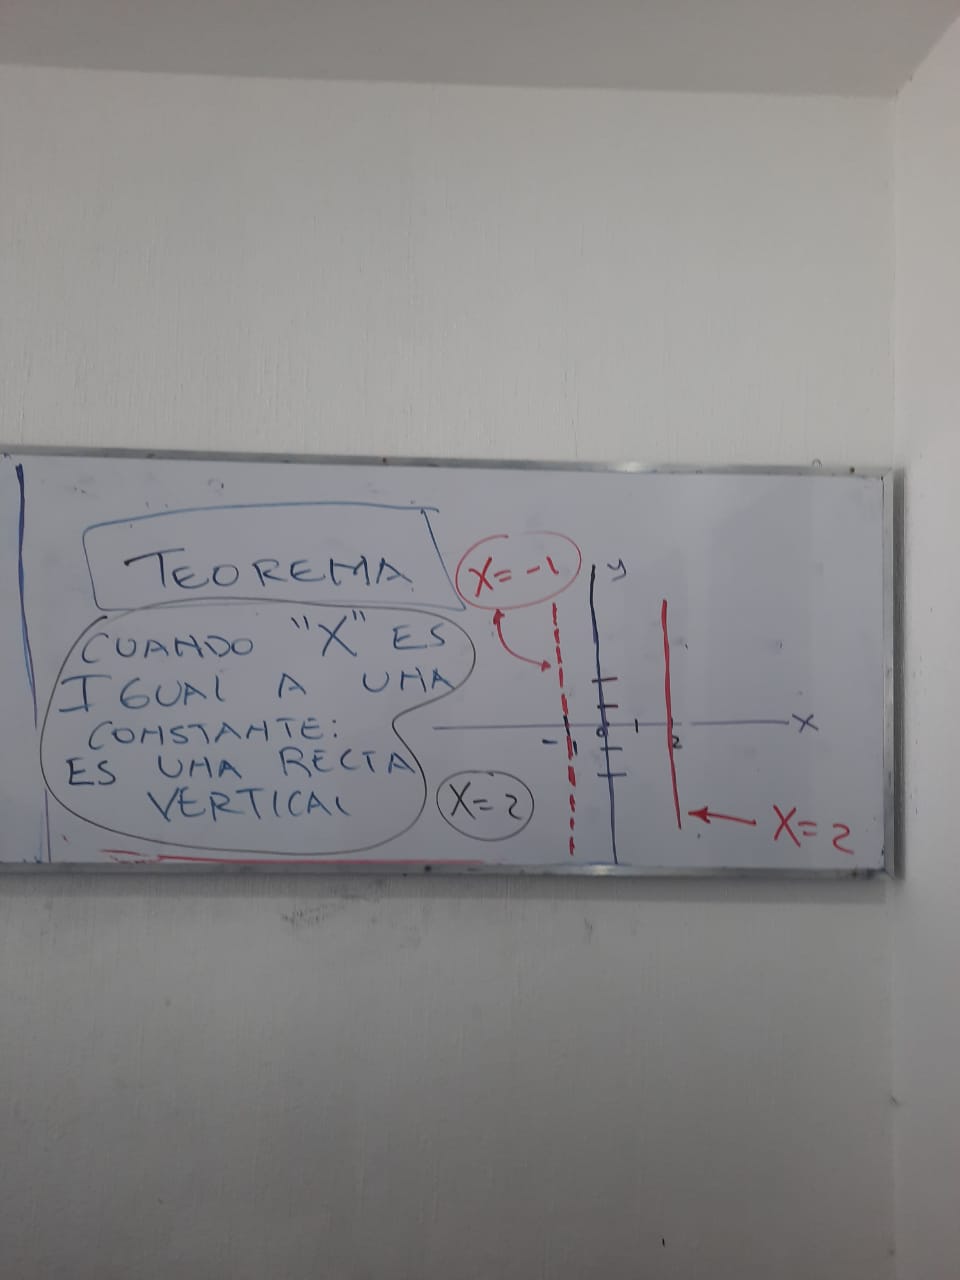 TEOREMA
CUANDO "X" ES
IGUAL A UNA
CONSTANTE:
ES UNA RECTA
VERTICAL
X=2
X=-1
y
X
-1
0
1
2
X=2